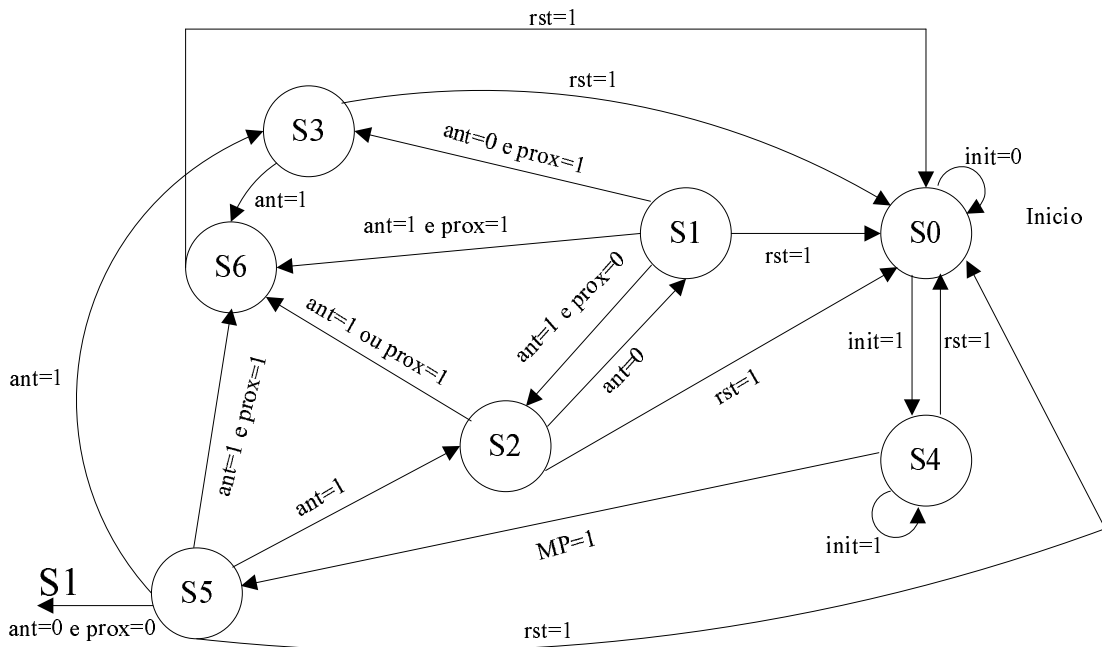 rst=1
S3
rst=1
ant=0 e prox=1
init=0
ant=1
ant=1 e prox=1
S1
S0
Inicio
rst=1
S6
ant=1 e prox=0
ant=1 ou prox=1
ant=0
init=1
rst=1
ant=1
rst=1
ant=1 e prox=1
S2
S4
ant=1
MP=1
init=1
S1
S5
ant=0 e prox=0
rst=1